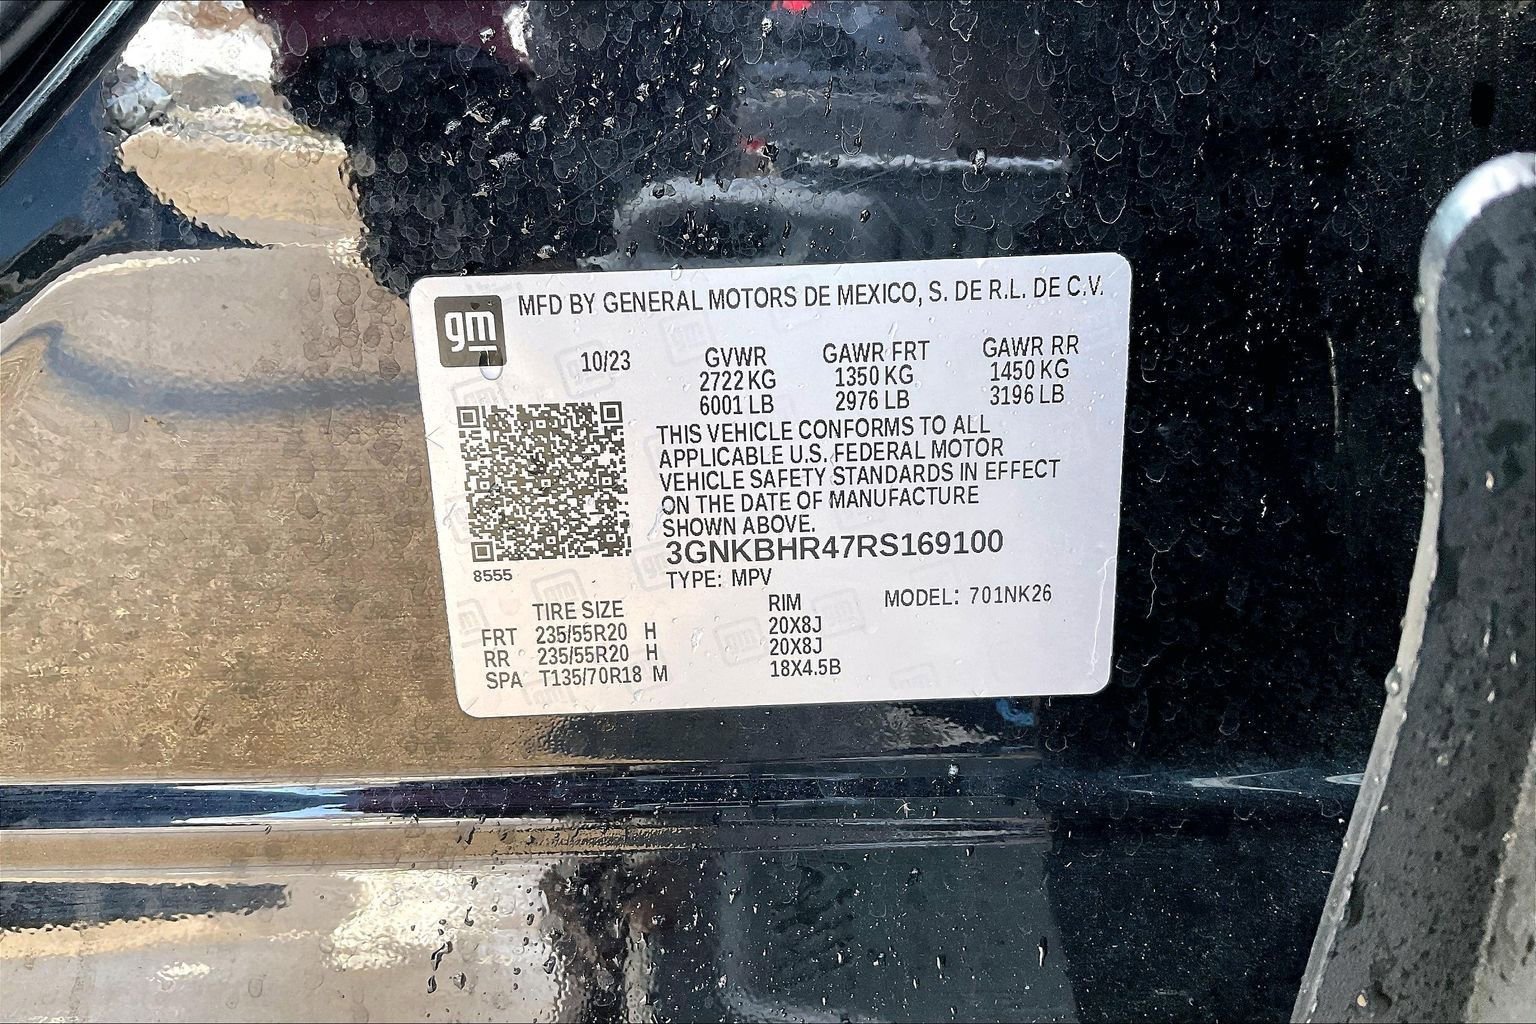 gm
MFD BY GENERAL MOTORS DE MEXICO, S. DE R.L. DE C.V.
10/23 GVWR GAWR FRT GAWR RR
2722 KG 1350 KG 1450 KG
6001 LB 2976 LB 3196 LB
THIS VEHICLE CONFORMS TO ALL
APPLICABLE U.S. FEDERAL MOTOR
VEHICLE SAFETY STANDARDS IN EFFECT
ON THE DATE OF MANUFACTURE
SHOWN ABOVE.
3GNKBHR47RS169100
8555
TYPE: MPV
MODEL: 701NK26
TIRE SIZE RIM
FRT 235/55R20 H 20X8J
RR 235/55R20 H 20X8J
SPA T135/70R18 M 18X4.5B